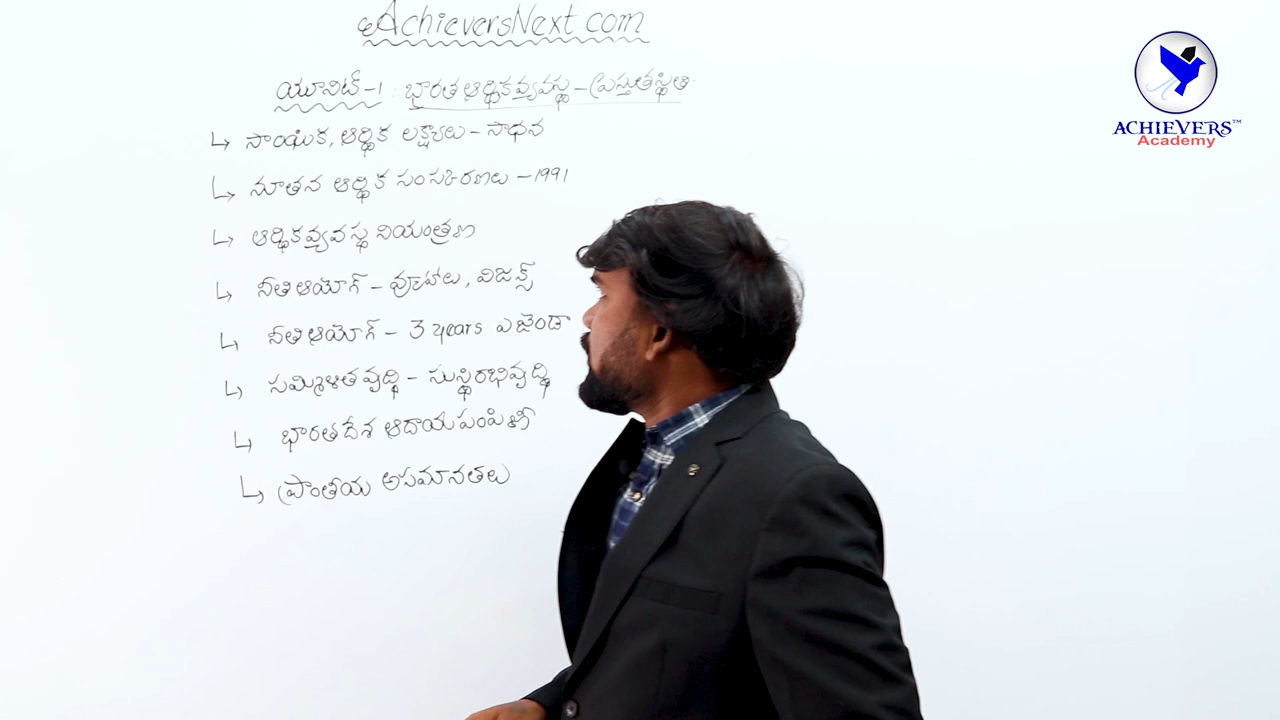 eAchieversNext.com
యూనిట్-1 : భారత ఆర్థికవ్యవస్థ – ప్రస్తుతస్థితి :
↳ సాంఘిక, ఆర్థిక లక్ష్యాలు – సాధన
↳ నూతన ఆర్థిక సంస్కరణలు – 1991
↳ ఆర్థికవ్యవస్థ నియంత్రణ
↳ నీతి ఆయోగ్ – వ్యూహాలు, విజన్స్
↳ నీతి ఆయోగ్ – 3 years ఎజెండా
↳ సమ్మిళిత వృద్ధి – సుస్థిరాభివృద్ధి
↳ భారతదేశ ఆదాయ పంపిణీ
↳ ప్రాంతీయ అసమానతలు
ACHIEVERS™
Academy